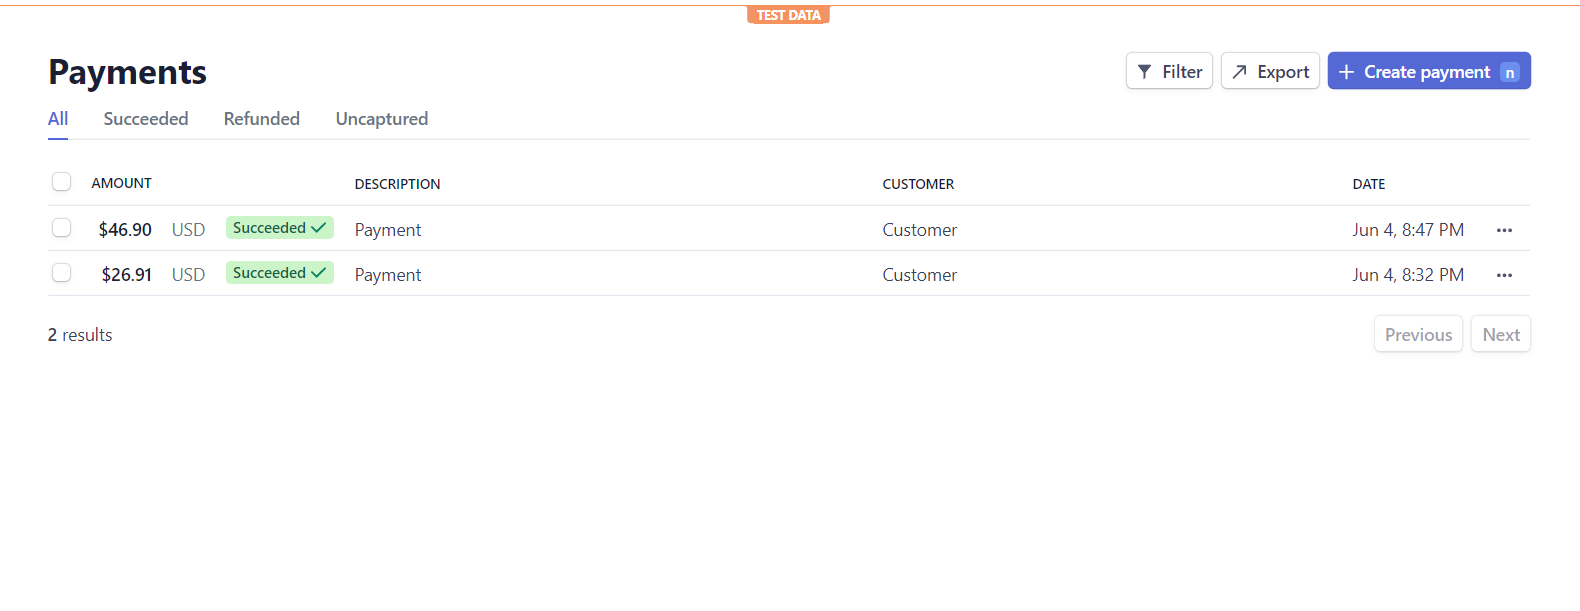 TEST DATA
Payments
Filter
Export
+ Create payment n
All Succeeded Refunded Uncaptured
AMOUNT DESCRIPTION CUSTOMER DATE
$46.90 USD Succeeded ✓ Payment Customer Jun 4, 8:47 PM ...
$26.91 USD Succeeded ✓ Payment Customer Jun 4, 8:32 PM ...
2 results Previous Next